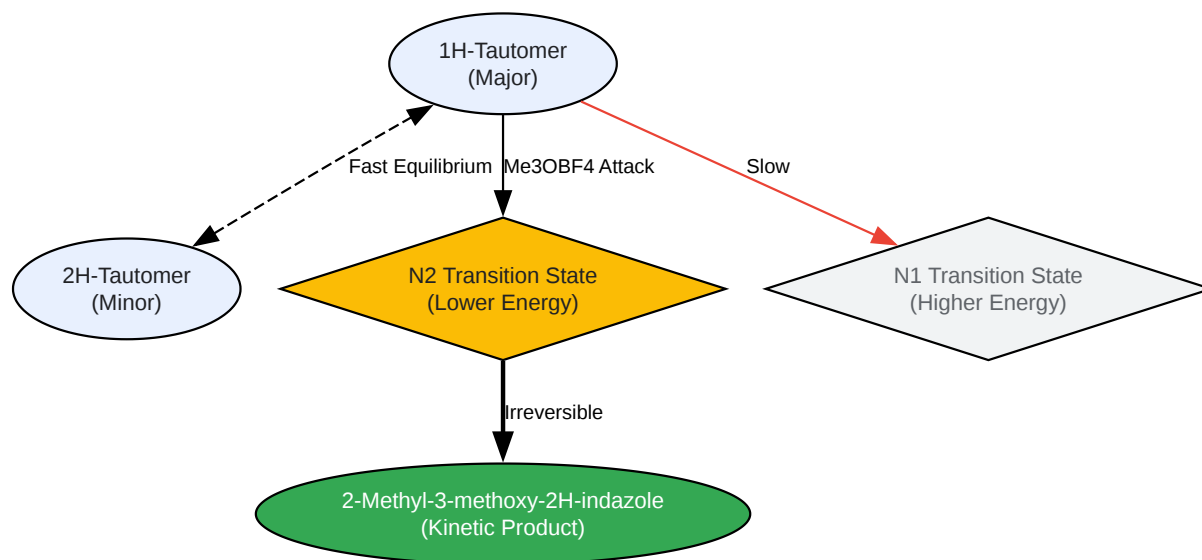 1H-Tautomer
(Major)
Fast Equilibrium
Me3OBF4 Attack
Slow
2H-Tautomer
(Minor)
N2 Transition State
(Lower Energy)
N1 Transition State
(Higher Energy)
Irreversible
2-Methyl-3-methoxy-2H-indazole
(Kinetic Product)